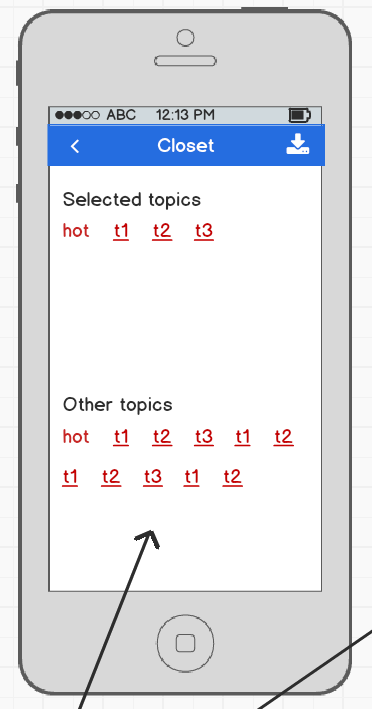 ABC 12:13 PM
Closet
Selected topics
hot t1 t2 t3
Other topics
hot t1 t2 t3 t1 t2
t1 t2 t3 t1 t2